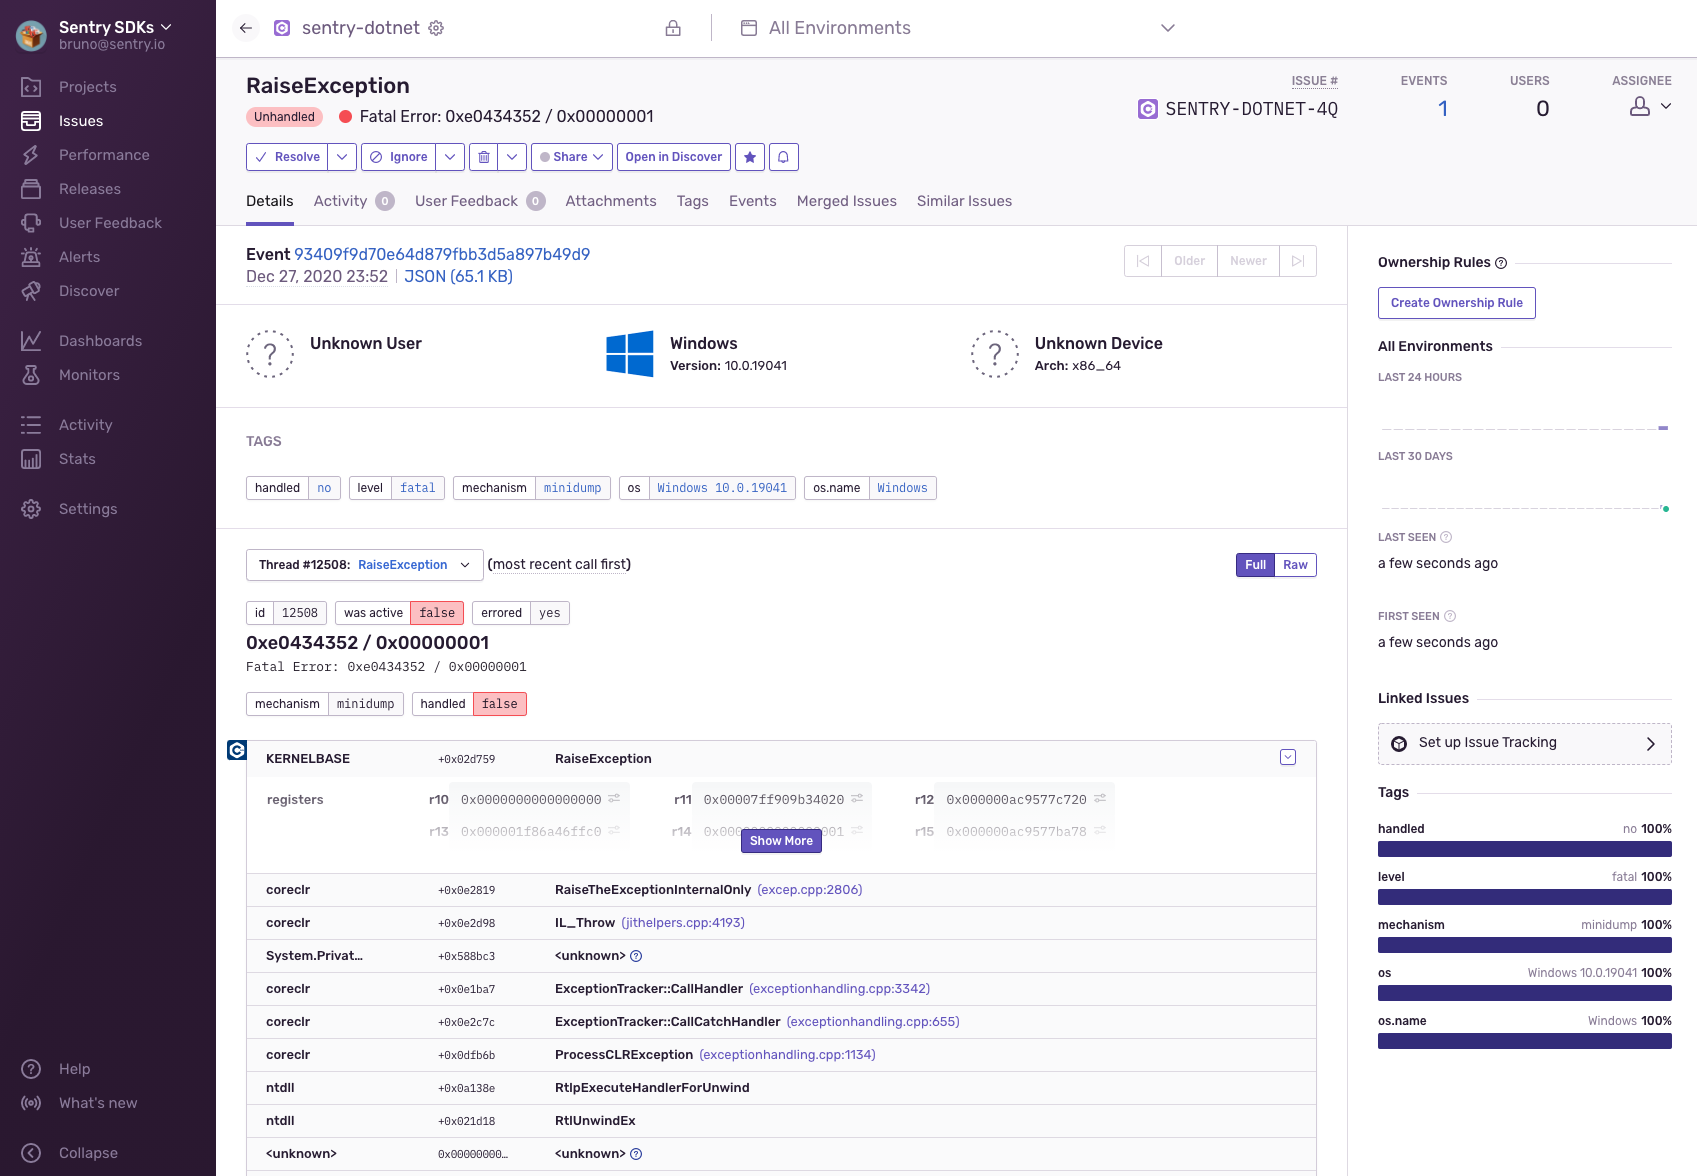 Sentry SDKs
bruno@sentry.io
Projects
Issues
Performance
Releases
User Feedback
Alerts
Discover
Dashboards
Monitors
Activity
Stats
Settings
Help
What's new
Collapse
sentry-dotnet
All Environments
RaiseException
Unhandled Fatal Error: 0xe0434352 / 0x00000001
ISSUE # EVENTS USERS ASSIGNEE
SENTRY-DOTNET-4Q 1 0
Resolve Ignore Share Open in Discover
Details Activity 0 User Feedback 0 Attachments Tags Events Merged Issues Similar Issues
Event 93409f9d70e64d879fbb3d5a897b49d9
Dec 27, 2020 23:52 JSON (65.1 KB)
Older Newer
? Unknown User
Windows
Version: 10.0.19041
? Unknown Device
Arch: x86_64
TAGS
handled no level fatal mechanism minidump os Windows 10.0.19041 os.name Windows
Thread #12508: RaiseException (most recent call first) Full Raw
id 12508 was active false errored yes
0xe0434352 / 0x00000001
Fatal Error: 0xe0434352 / 0x00000001
mechanism minidump handled false
KERNELBASE +0x02d759 RaiseException
registers r10 0x0000000000000000 r11 0x00007ff909b34020 r12 0x000000ac9577c720
r13 0x000001f86a46ffc0 r14 r15 0x000000ac9577ba78
Show More
coreclr +0x0e2819 RaiseTheExceptionInternalOnly (excep.cpp:2806)
coreclr +0x0e2d98 IL_Throw (jithelpers.cpp:4193)
System.Privat… +0x588bc3 <unknown>
coreclr +0x0e1ba7 ExceptionTracker::CallHandler (exceptionhandling.cpp:3342)
coreclr +0x0e2c7c ExceptionTracker::CallCatchHandler (exceptionhandling.cpp:655)
coreclr +0x0dfb6b ProcessCLRException (exceptionhandling.cpp:1134)
ntdll +0x0a138e RtlpExecuteHandlerForUnwind
ntdll +0x021d18 RtlUnwindEx
<unknown> 0x00000000… <unknown>
Ownership Rules
Create Ownership Rule
All Environments
LAST 24 HOURS
LAST 30 DAYS
LAST SEEN
a few seconds ago
FIRST SEEN
a few seconds ago
Linked Issues
Set up Issue Tracking
Tags
handled no 100%
level fatal 100%
mechanism minidump 100%
os Windows 10.0.19041 100%
os.name Windows 100%